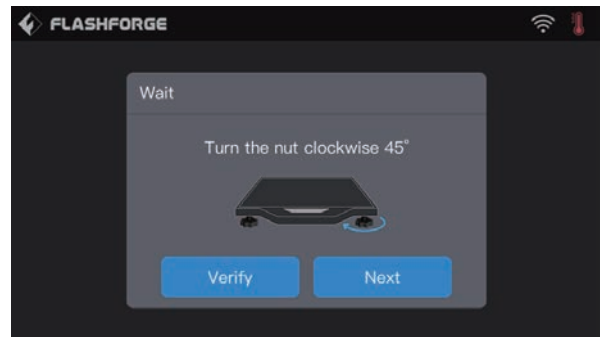 FLASHFORGE
Wait
Turn the nut clockwise 45°
Verify
Next